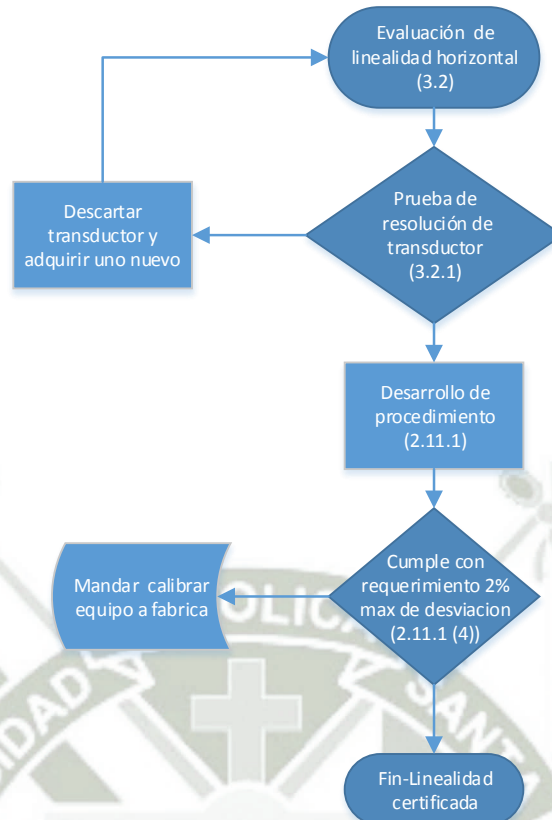 Evaluación de
linealidad horizontal
(3.2)
Descartar
transductor y
adquirir uno nuevo
Prueba de
resolución de
transductor
(3.2.1)
Desarrollo de
procedimiento
(2.11.1)
Mandar calibrar
equipo a fabrica
Cumple con
requerimiento 2%
max de desviacion
(2.11.1 (4))
Fin-Linealidad
certificada